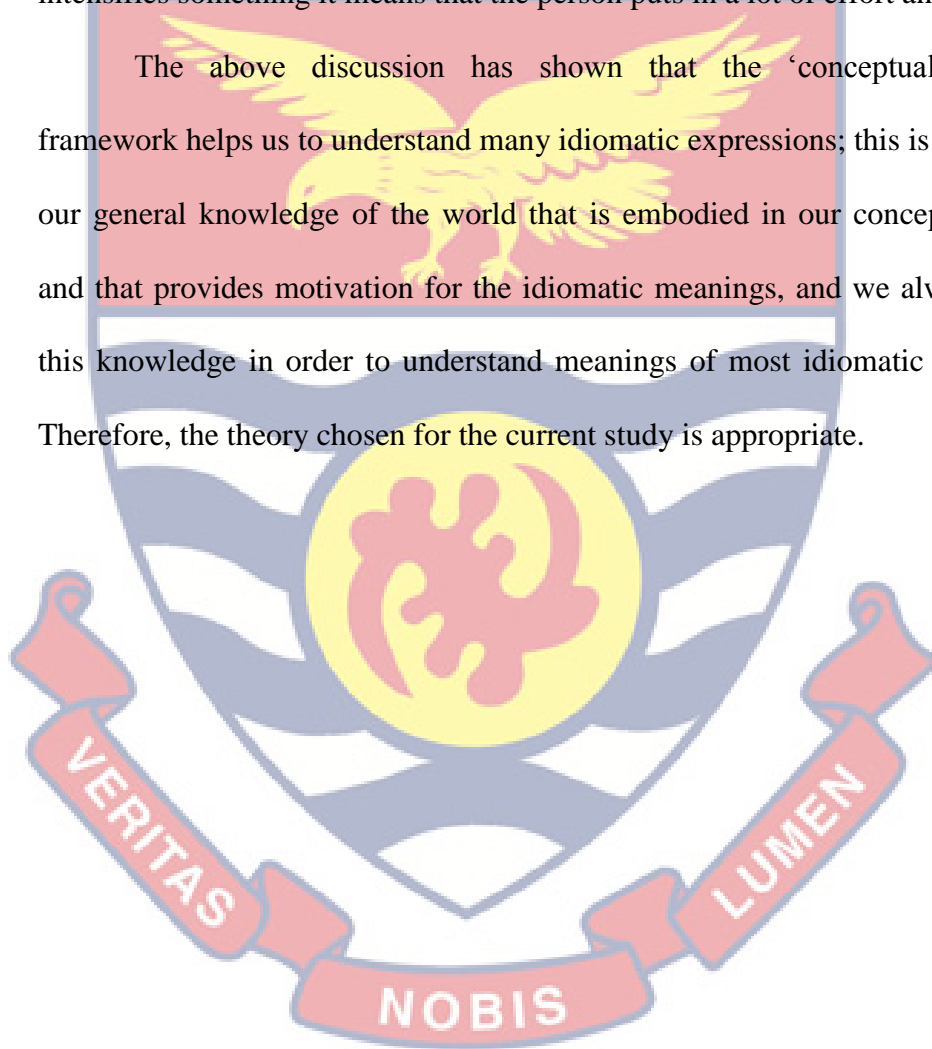 intensifies something it means that the person puts in a lot of effort an
The above discussion has shown that the ‘conceptual
framework helps us to understand many idiomatic expressions; this is
our general knowledge of the world that is embodied in our concep
and that provides motivation for the idiomatic meanings, and we alw
this knowledge in order to understand meanings of most idiomatic
Therefore, the theory chosen for the current study is appropriate.
VERITAS
NOBIS
LUMEN